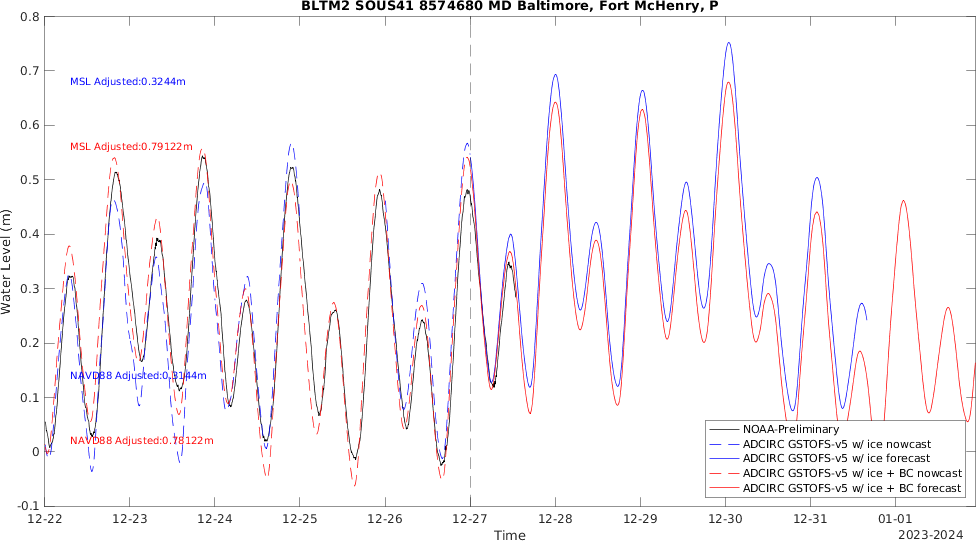 BLTM2 SOUS41 8574680 MD Baltimore, Fort McHenry, P
0.8
0.7
0.6
0.5
0.4
0.3
0.2
0.1
0
-0.1
Water Level (m)
MSL Adjusted:0.3244m
MSL Adjusted:0.79122m
NAVD88 Adjusted:0.3144m
NAVD88 Adjusted:0.78122m
NOAA-Preliminary
ADCIRC GSTOFS-v5 w/ ice nowcast
ADCIRC GSTOFS-v5 w/ ice forecast
ADCIRC GSTOFS-v5 w/ ice + BC nowcast
ADCIRC GSTOFS-v5 w/ ice + BC forecast
12-22 12-23 12-24 12-25 12-26 12-27 12-28 12-29 12-30 12-31 01-01
Time
2023-2024